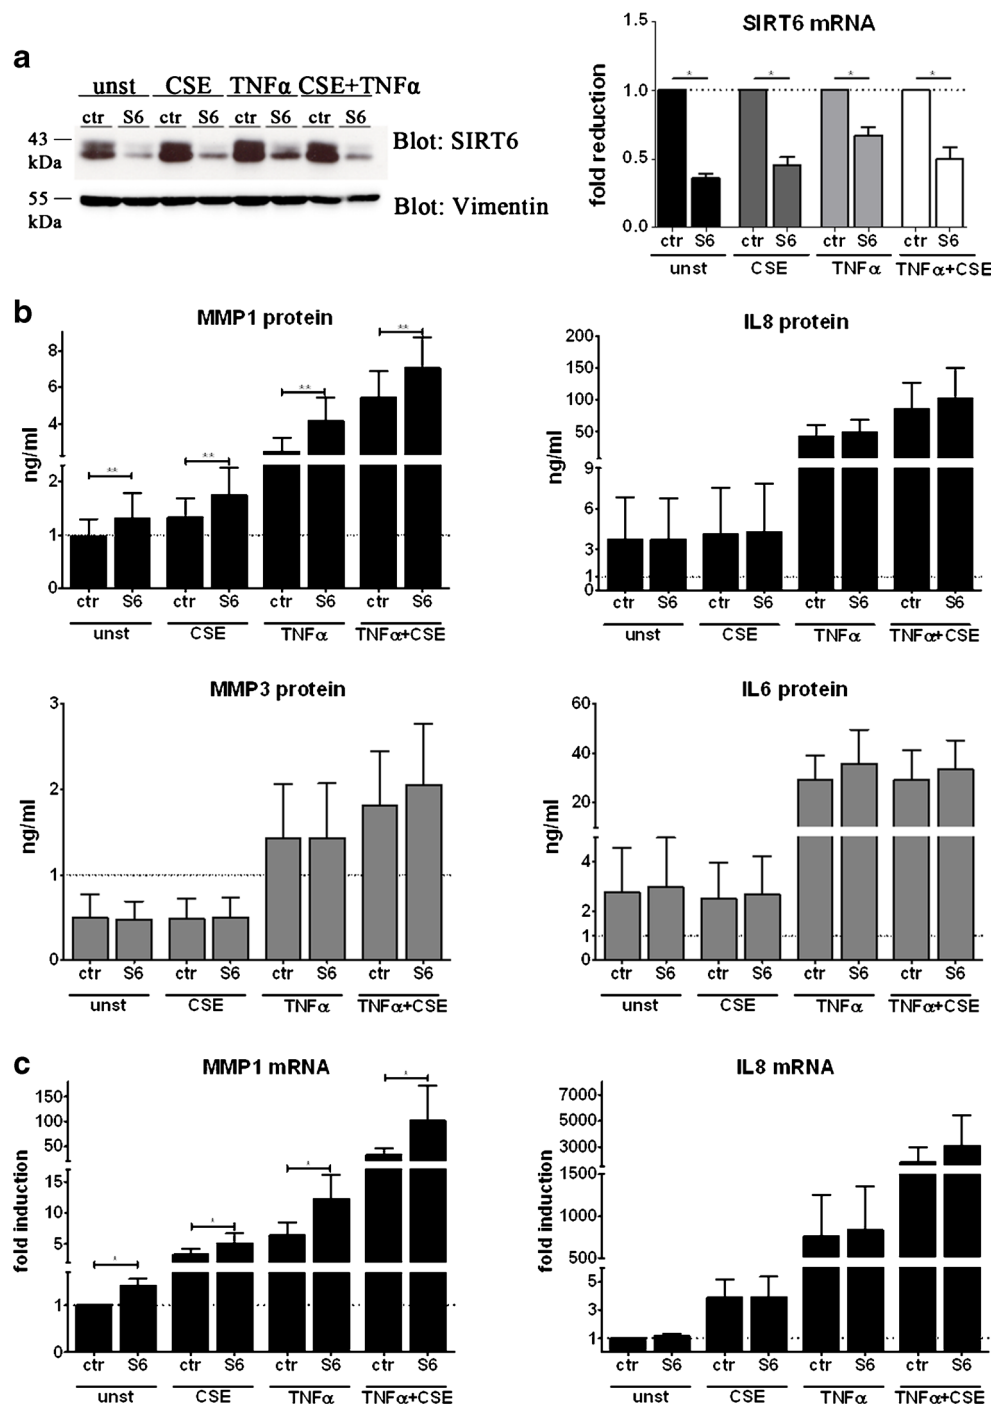 a
unst CSE TNFα CSE+TNFα
ctr S6 ctr S6 ctr S6 ctr S6
43
kDa
Blot: SIRT6
55
kDa
Blot: Vimentin
SIRT6 mRNA
fold reduction
1.5
1.0
0.5
0.0
* * * *
ctr S6 ctr S6 ctr S6 ctr S6
unst CSE TNFα TNFα+CSE
b
MMP1 protein
ng/ml
8
6
4
2
1
0
** ** ** **
ctr S6 ctr S6 ctr S6 ctr S6
unst CSE TNFα TNFα+CSE
IL8 protein
ng/ml
200
150
100
50
9
6
3
1
0
ctr S6 ctr S6 ctr S6 ctr S6
unst CSE TNFα TNFα+CSE
MMP3 protein
ng/ml
3
2
1
0
ctr S6 ctr S6 ctr S6 ctr S6
unst CSE TNFα TNFα+CSE
IL6 protein
ng/ml
60
40
20
4
2
1
0
ctr S6 ctr S6 ctr S6 ctr S6
unst CSE TNFα TNFα+CSE
c
MMP1 mRNA
fold induction
150
100
50
15
10
5
1
0
* * * *
ctr S6 ctr S6 ctr S6 ctr S6
unst CSE TNFα TNFα+CSE
IL8 mRNA
fold induction
7000
5000
3000
1500
1000
500
5
3
1
ctr S6 ctr S6 ctr S6 ctr S6
unst CSE TNFα TNFα+CSE